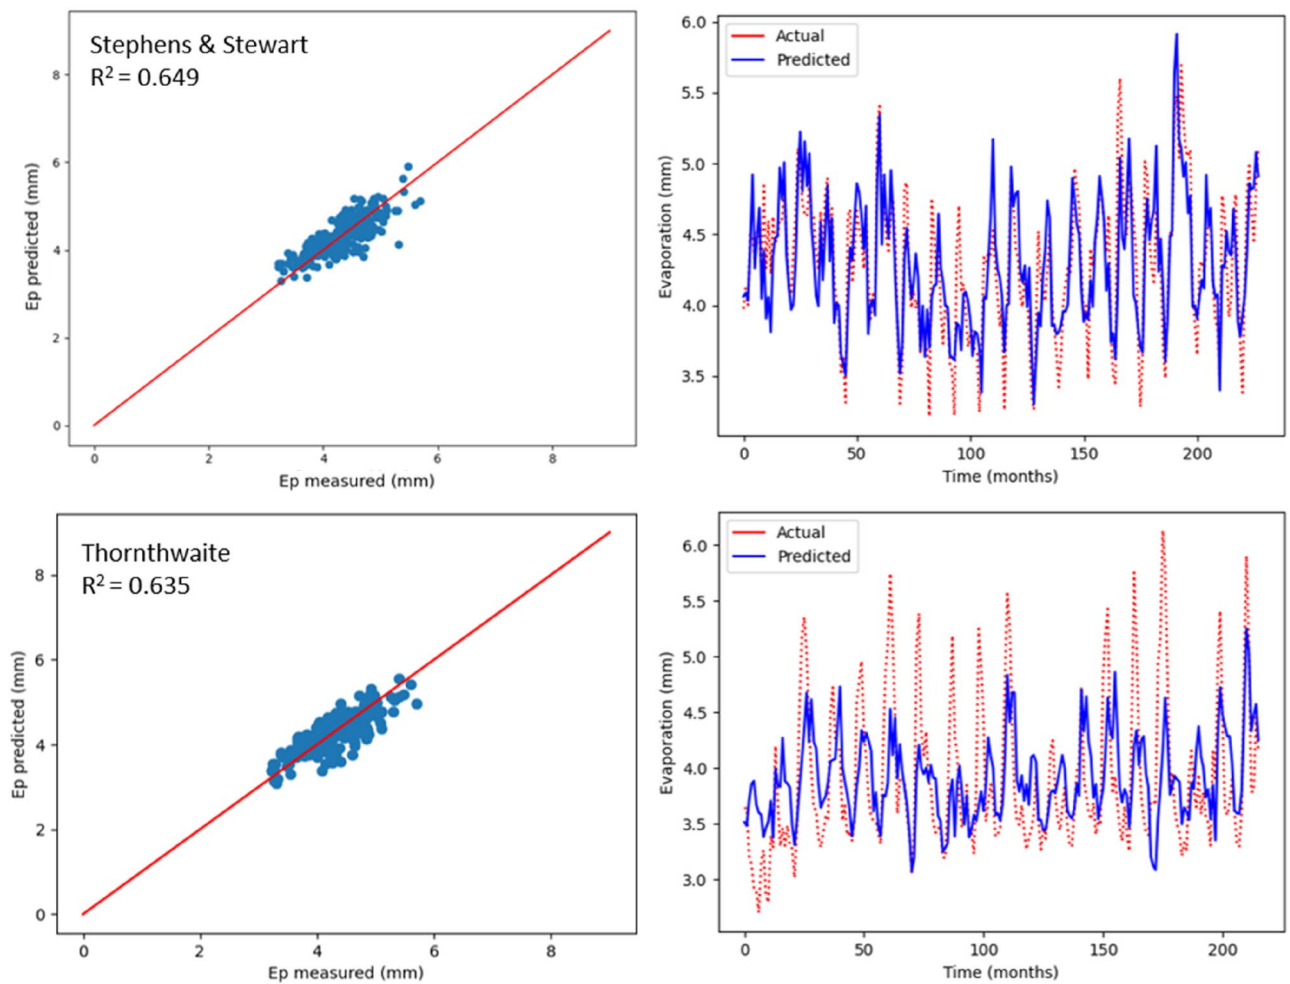 Stephens & Stewart
R² = 0.649
8
6
4
2
0
0 2 4 6 8
Ep predicted (mm)
Ep measured (mm)
Actual
Predicted
6.0
5.5
5.0
4.5
4.0
3.5
0 50 100 150 200
Evaporation (mm)
Time (months)
Thornthwaite
R² = 0.635
8
6
4
2
0
0 2 4 6 8
Ep predicted (mm)
Ep measured (mm)
Actual
Predicted
6.0
5.5
5.0
4.5
4.0
3.5
3.0
0 50 100 150 200
Evaporation (mm)
Time (months)